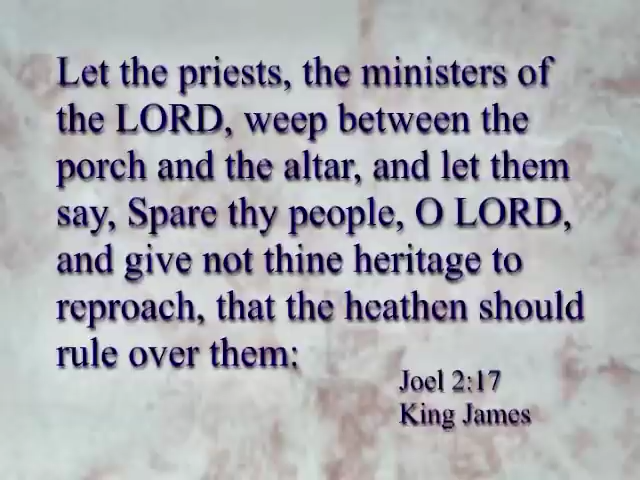 Let the priests, the ministers of
the LORD, weep between the
porch and the altar, and let them
say, Spare thy people, O LORD,
and give not thine heritage to
reproach, that the heathen should
rule over them:
Joel 2:17
King James